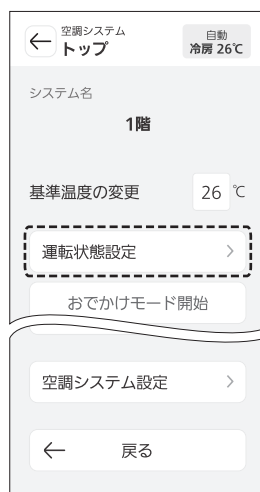 空調システム
トップ
自動
冷房 26℃
システム名
1階
基準温度の変更
26 ℃
運転状態設定
おでかけモード開始
空調システム設定
戻る